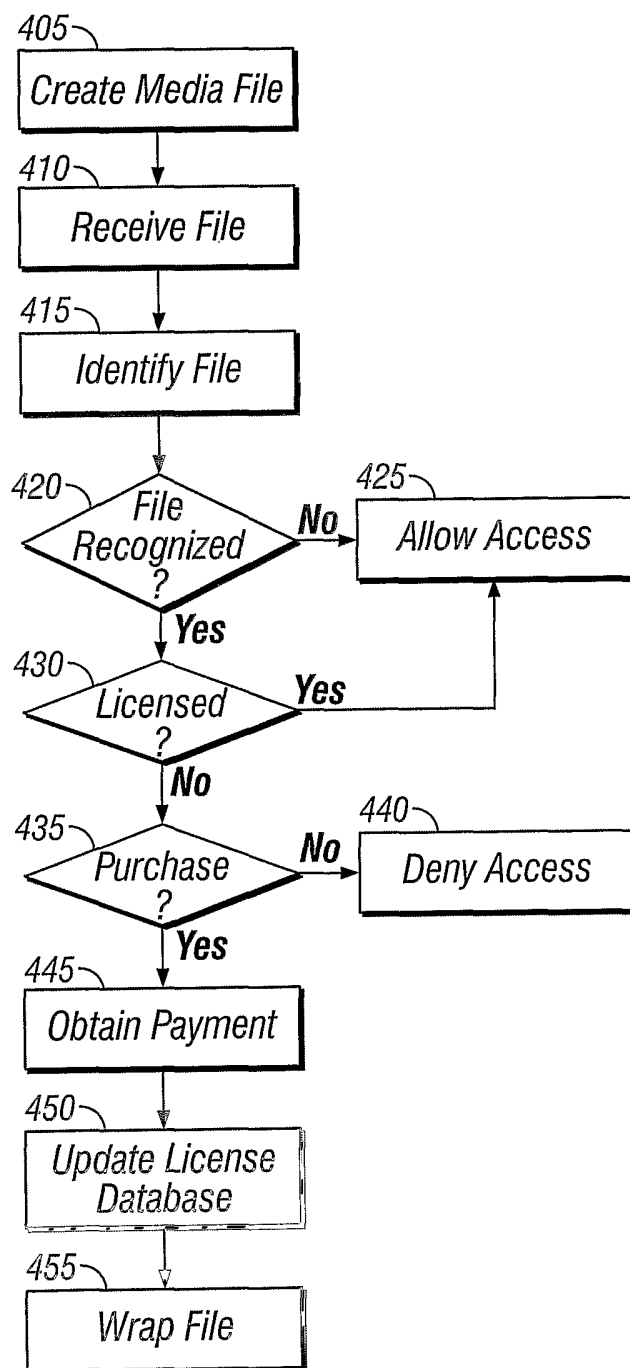 405
Create Media File
410
Receive File
415
Identify File
420
File
Recognized
?
No
425
Allow Access
Yes
430
Licensed
?
Yes
No
435
Purchase
?
No
440
Deny Access
Yes
445
Obtain Payment
450
Update License
Database
455
Wrap File